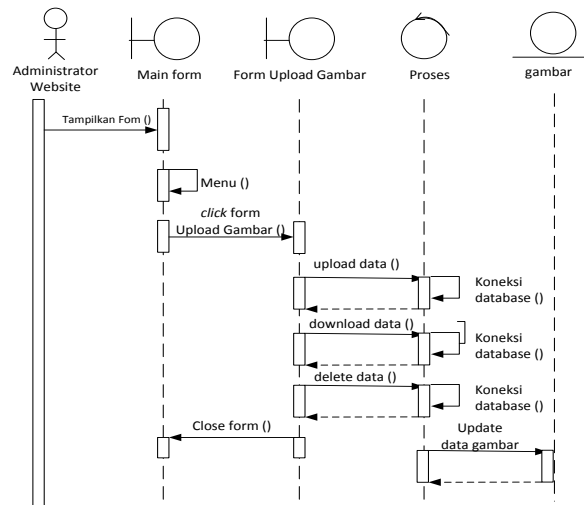 Administrator
Website
Main form
Form Upload Gambar
Proses
gambar
Tampilkan Fom ()
Menu ()
click form
Upload Gambar ()
upload data ()
Koneksi
database ()
download data ()
Koneksi
database ()
delete data ()
Koneksi
database ()
Close form ()
Update
data gambar